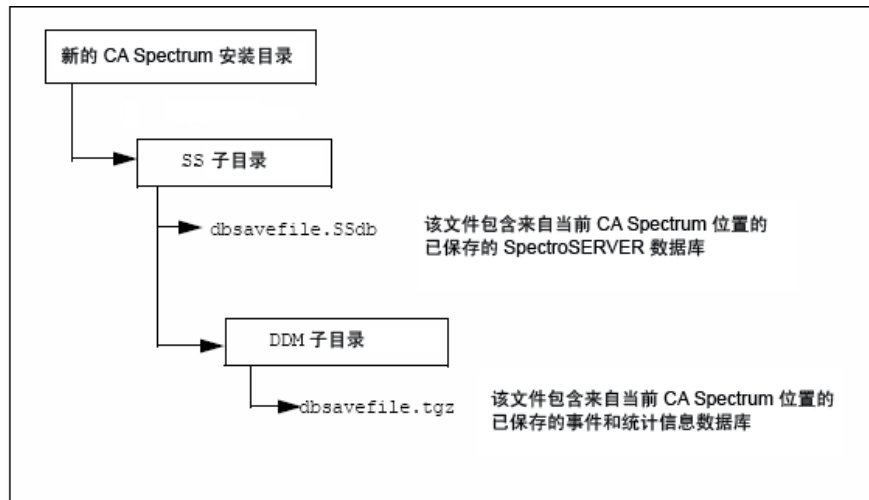 新的 CA Spectrum 安装目录
SS 子目录
dbsavefile.SSdb
该文件包含来自当前 CA Spectrum 位置的
已保存的 SpectroSERVER 数据库
DDM 子目录
dbsavefile.tgz
该文件包含来自当前 CA Spectrum 位置的
已保存的事件和统计信息数据库